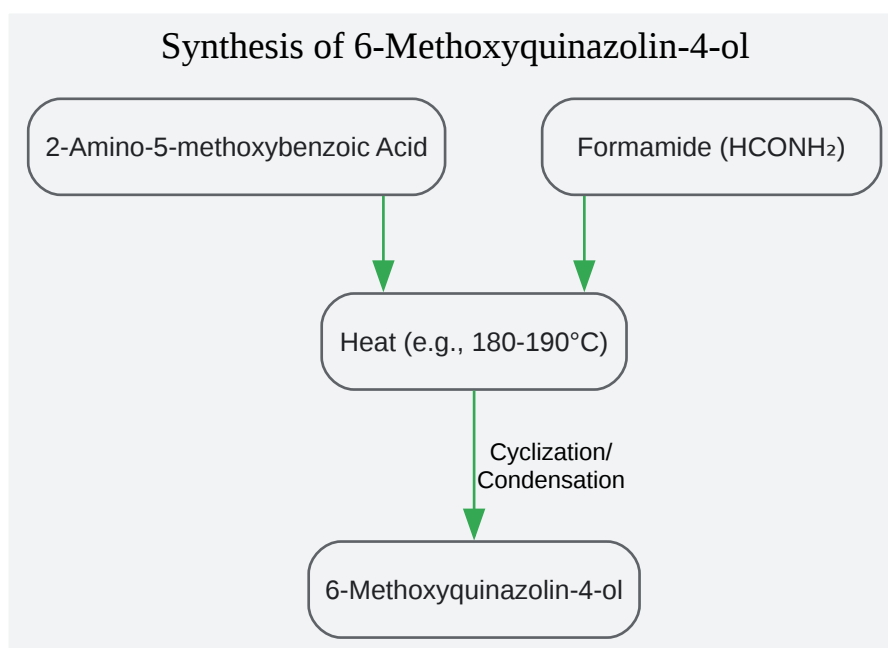 Synthesis of 6-Methoxyquinazolin-4-ol
2-Amino-5-methoxybenzoic Acid
Formamide (HCONH₂)
Heat (e.g., 180-190°C)
Cyclization/
Condensation
6-Methoxyquinazolin-4-ol